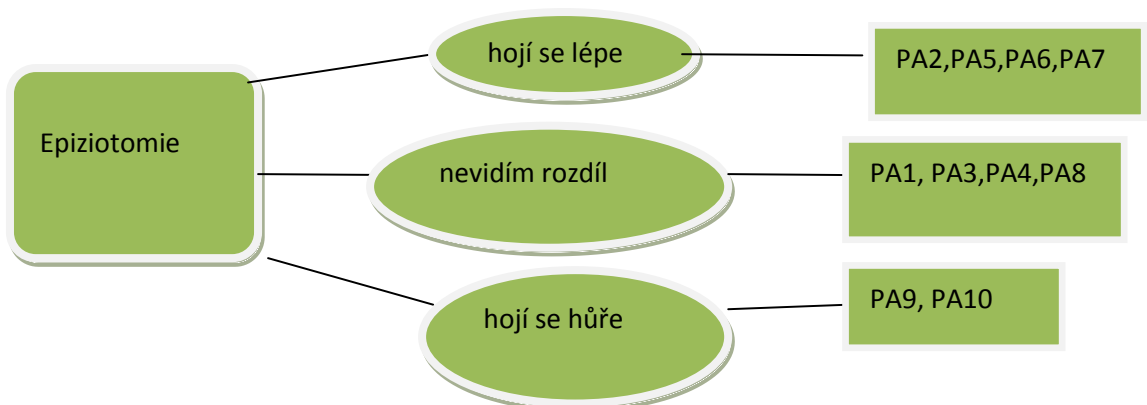 hojí se lépe
PA2,PA5,PA6,PA7
Epiziotomie
nevidím rozdíl
PA1, PA3,PA4,PA8
hojí se hůře
PA9, PA10